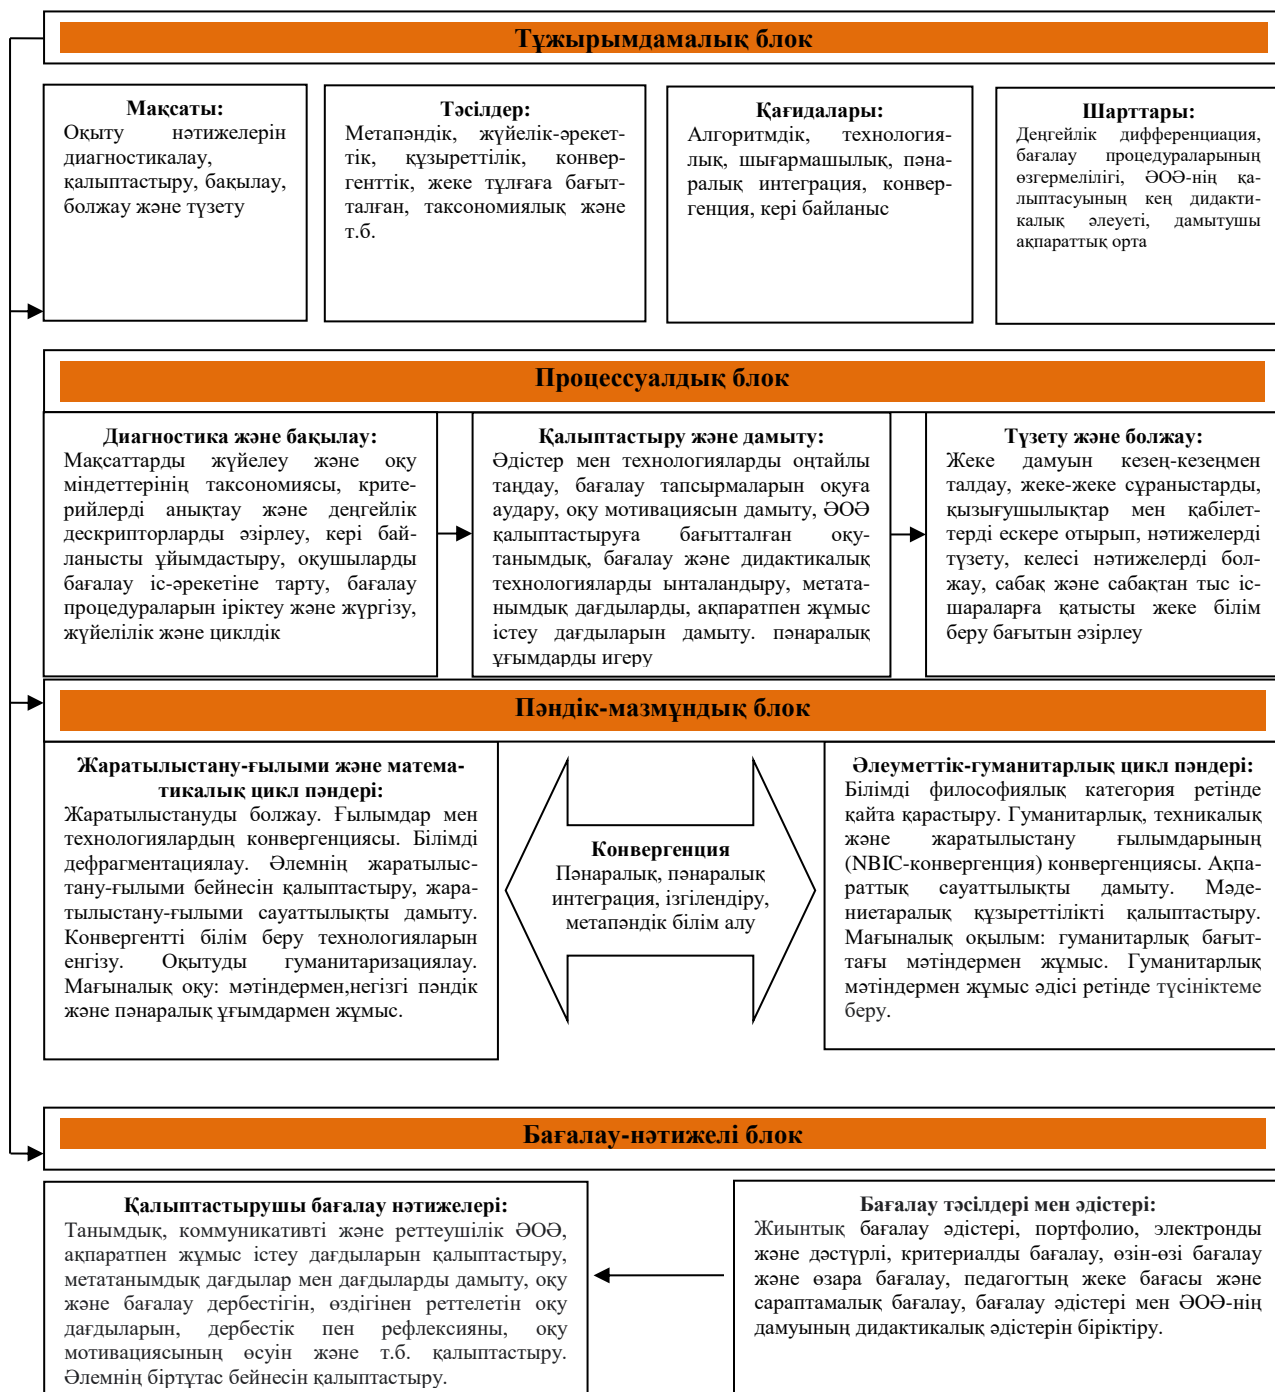 Тұжырымдамалық блок
Мақсаты:
Оқыту нәтижелерін
диагностикалау,
қалыптастыру, бақылау,
болжау және түзету
Тәсілдер:
Метапәндік, жүйелік-әрекет-
тік, құзыреттілік, конвер-
генттік, жеке тұлғаға бағыт-
талған, таксономиялық және
т.б.
Қағидалары:
Алгоритмдік, технология-
лық, шығармашылық, пәна-
ралық интеграция, конвер-
генция, кері байланыс
Шарттары:
Деңгейлік дифференциация,
бағалау процедураларының
өзгермелілігі, ӘОӘ-нің қа-
лыптасуының кең дидакти-
калық әлеуеті, дамытушы
ақпараттық орта
Процессуалдық блок
Диагностика және бақылау:
Мақсаттарды жүйелеу және оқу
міндеттерінің таксономиясы, крите-
рийлерді анықтау және деңгейлік
дескрипторларды әзірлеу, кері бай-
ланысты ұйымдастыру, оқушыларды
бағалау іс-әрекетіне тарту, бағалау
процедураларын іріктеу және жүргізу,
жүйелілік және циклдік
Қалыптастыру және дамыту:
Әдістер мен технологияларды оңтайлы
таңдау, бағалау тапсырмаларын оқуға
аудару, оқу мотивациясын дамыту, ӘОӘ
қалыптастыруға бағытталған оқу-
танымдық, бағалау және дидактикалық
технологияларды ынталандыру, метата-
нымдық дағдыларды, ақпаратпен жұмыс
істеу дағдыларын дамыту. пәнаралық
ұғымдарды игеру
Түзету және болжау:
Жеке дамуын кезең-кезеңмен
талдау, жеке-жеке сұраныстарды,
қызығушылықтар мен қабілет-
терді ескере отырып, нәтижелерді
түзету, келесі нәтижелерді бол-
жау, сабақ және сабақтан тыс іс-
шараларға қатысты жеке білім
беру бағытын әзірлеу
Пәндік-мазмұндық блок
Жаратылыстану-ғылыми және матема-
тикалық цикл пәндері:
Жаратылыстануды болжау. Ғылымдар мен
технологиялардың конвергенциясы. Білімді
дефрагментациялау. Әлемнің жаратылыс-
тану-ғылыми бейнесін қалыптастыру, жара-
тылыстану-ғылыми сауаттылықты дамыту.
Конвергентті білім беру технологияларын
енгізу. Оқытуды гуманитаризациялау.
Мағыналық оқу: мәтіндермен,негізгі пәндік
және пәнаралық ұғымдармен жұмыс.
Конвергенция
Пәнаралық, пәнаралық
интеграция, ізгілендіру,
метапәндік білім алу
Әлеуметтік-гуманитарлық цикл пәндері:
Білімді философиялық категория ретінде
қайта қарастыру. Гуманитарлық, техникалық
және жаратылыстану ғылымдарының
(NBIC-конвергенция) конвергенциясы. Ақпа-
раттық сауаттылықты дамыту. Мәде-
ниетаралық құзыреттілікті қалыптастыру.
Мағыналық оқылым: гуманитарлық бағыт-
тағы мәтіндермен жұмыс. Гуманитарлық
мәтіндермен жұмыс әдісі ретінде түсініктеме
беру.
Бағалау-нәтижелі блок
Қалыптастырушы бағалау нәтижелері:
Танымдық, коммуникативті және реттеушілік ӘОӘ,
ақпаратпен жұмыс істеу дағдыларын қалыптастыру,
метатанымдық дағдылар мен дағдыларды дамыту, оқу
және бағалау дербестігін, өздігінен реттелетін оқу
дағдыларын, дербестік пен рефлексияны, оқу
мотивациясының өсуін және т.б. қалыптастыру.
Әлемнің біртұтас бейнесін қалыптастыру.
Бағалау тәсілдері мен әдістері:
Жиынтық бағалау әдістері, портфолио, электронды
және дәстүрлі, критериалды бағалау, өзін-өзі бағалау
және өзара бағалау, педагогтың жеке бағасы және
сараптамалық бағалау, бағалау әдістері мен ӘОӘ-нің
дамуының дидактикалық әдістерін біріктіру.